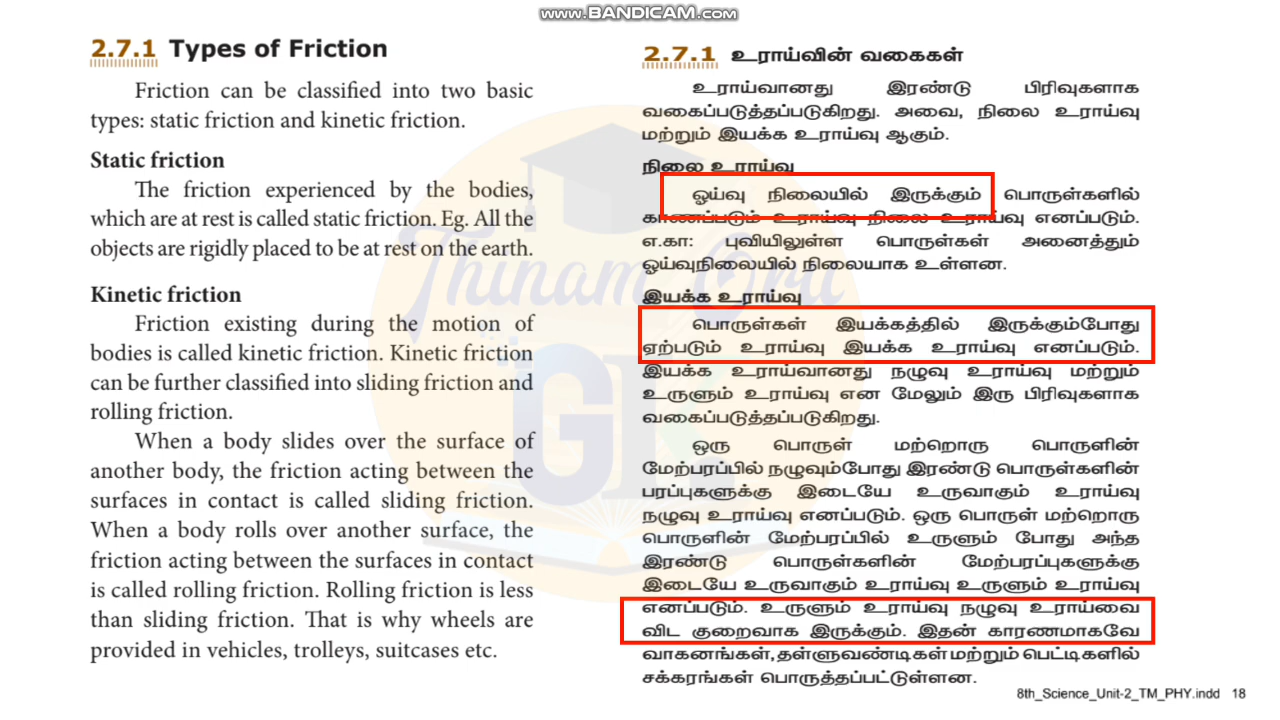 www.BANDICAM.com
2.7.1 Types of Friction
Friction can be classified into two basic
types: static friction and kinetic friction.
Static friction
The friction experienced by the bodies,
which are at rest is called static friction. Eg. All the
objects are rigidly placed to be at rest on the earth.
Kinetic friction
Friction existing during the motion of
bodies is called kinetic friction. Kinetic friction
can be further classified into sliding friction and
rolling friction.
When a body slides over the surface of
another body, the friction acting between the
surfaces in contact is called sliding friction.
When a body rolls over another surface, the
friction acting between the surfaces in contact
is called rolling friction. Rolling friction is less
than sliding friction. That is why wheels are
provided in vehicles, trolleys, suitcases etc.
2.7.1 உராய்வின் வகைகள்
உராய்வானது இரண்டு பிரிவுகளாக
வகைப்படுத்தப்படுகிறது. அவை, நிலை உராய்வு
மற்றும் இயக்க உராய்வு ஆகும்.
நிலை உராய்வு
ஓய்வு நிலையில் இருக்கும் பொருள்களில்
காணப்படும் உராய்வு நிலை உராய்வு எனப்படும்.
எ.கா: புவியிலுள்ள பொருள்கள் அனைத்தும்
ஓய்வுநிலையில் நிலையாக உள்ளன.
இயக்க உராய்வு
பொருள்கள் இயக்கத்தில் இருக்கும்போது
ஏற்படும் உராய்வு இயக்க உராய்வு எனப்படும்.
இயக்க உராய்வானது நழுவு உராய்வு மற்றும்
உருளும் உராய்வு என மேலும் இரு பிரிவுகளாக
வகைப்படுத்தப்படுகிறது.
ஒரு பொருள் மற்றொரு பொருளின்
மேற்பரப்பில் நழுவும்போது இரண்டு பொருள்களின்
பரப்புகளுக்கு இடையே உருவாகும் உராய்வு
நழுவு உராய்வு எனப்படும். ஒரு பொருள் மற்றொரு
பொருளின் மேற்பரப்பில் உருளும் போது அந்த
இரண்டு பொருள்களின் மேற்பரப்புகளுக்கு
இடையே உருவாகும் உராய்வு உருளும் உராய்வு
எனப்படும். உருளும் உராய்வு நழுவு உராய்வை
விட குறைவாக இருக்கும். இதன் காரணமாகவே
வாகனங்கள், தள்ளுவண்டிகள் மற்றும் பெட்டிகளில்
சக்கரங்கள் பொருத்தப்பட்டுள்ளன.
Thinam Oru
8th_Science_Unit-2_TM_PHY.indd 18